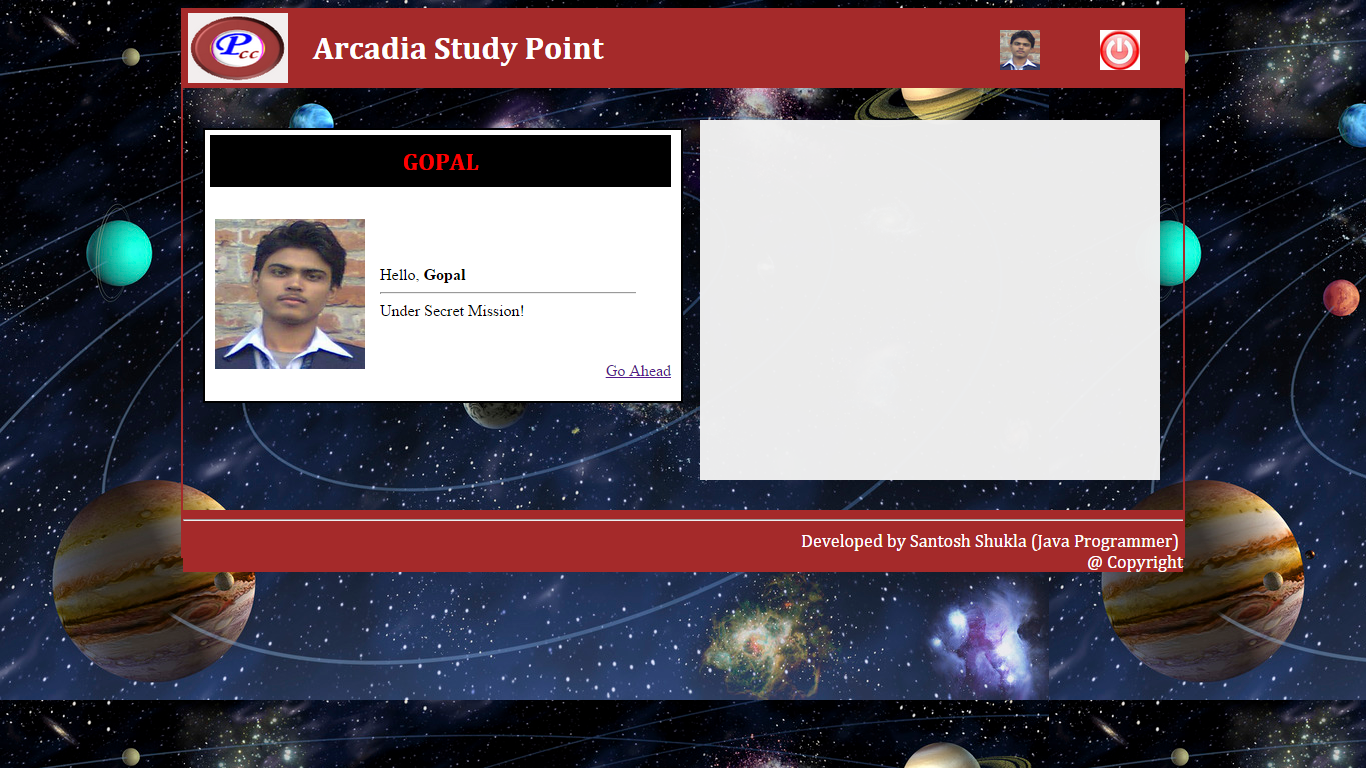 Pcc
Arcadia Study Point
GOPAL
Hello, Gopal
Under Secret Mission!
Go Ahead
Developed by Santosh Shukla (Java Programmer)
@ Copyright